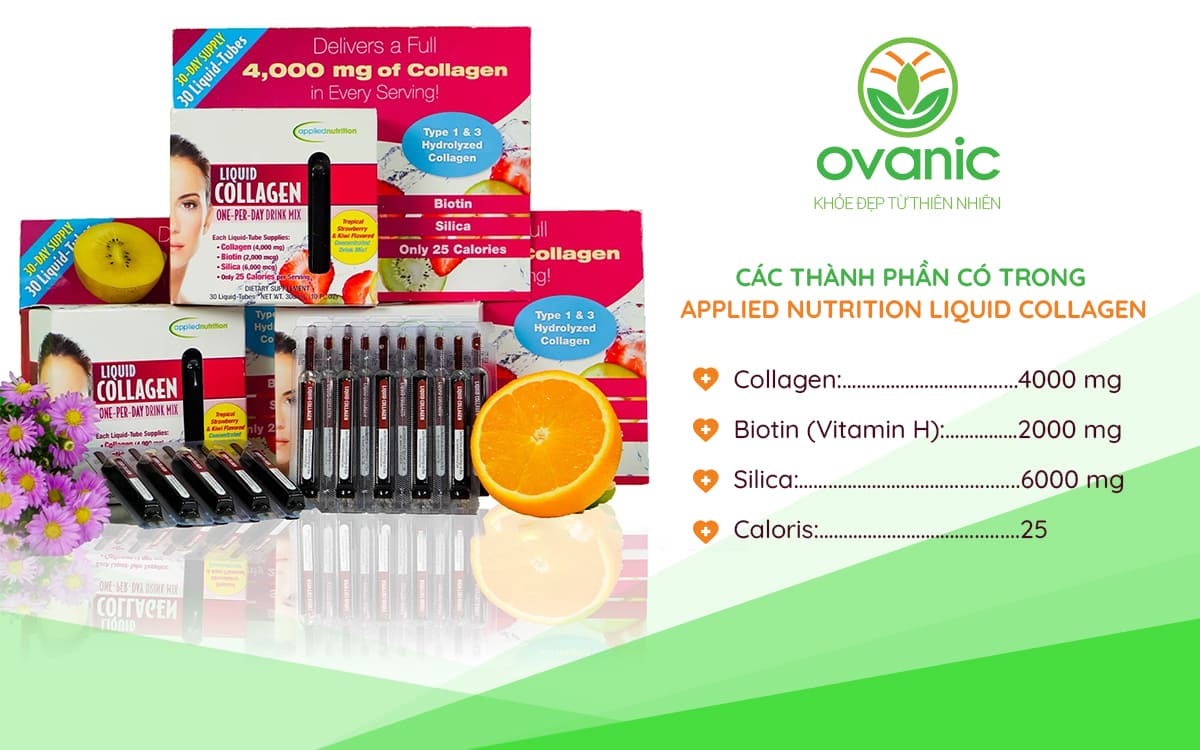 30-DAY SUPPLY
30 Liquid-Tubes
Delivers a Full
4,000 mg of Collagen
in Every Serving!
appliednutrition
Type 1 & 3
Hydrolyzed
Collagen
LIQUID
COLLAGEN
ONE-PER-DAY DRINK MIX
Biotin
Silica
Only 25 Calories
Tropical
Strawberry
& Kiwi Flavored
Concentrated
Drink Mix!
Each Liquid-Tube Supplies:
• Collagen (4,000 mg)
• Biotin (2,000 mcg)
• Silica (6,000 mcg)
• Only 25 Calories per Serving
DIETARY SUPPLEMENT
30 Liquid-Tubes
30-DAY SUPPLY
30 Liquid-Tubes
appliednutrition
LIQUID
COLLAGEN
ONE-PER-DAY DRINK MIX
Each Liquid-Tube Supplies:
Tropical
Strawberry
& Kiwi Flavored
Concentrated
ull
Collagen
ng!
Type 1 & 3
Hydrolyzed
Collagen
LIQUID COLLAGEN
ovanic
KHỎE ĐẸP TỪ THIÊN NHIÊN
CÁC THÀNH PHẦN CÓ TRONG
APPLIED NUTRITION LIQUID COLLAGEN
Collagen:.....................................4000 mg
Biotin (Vitamin H):...............2000 mg
Silica:..............................................6000 mg
Caloris:..........................................25